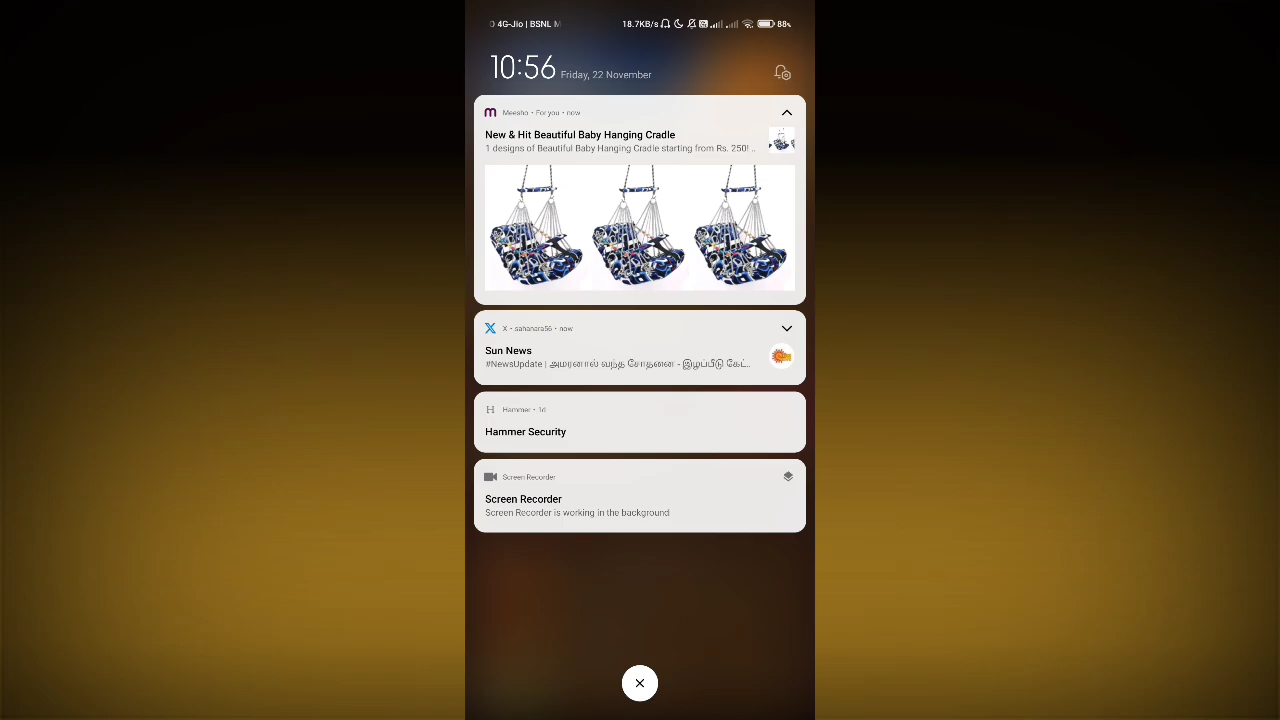 4G-Jio | BSNL M
18.7KB/s
88%
10:56 Friday, 22 November
Meesho • For you • now
New & Hit Beautiful Baby Hanging Cradle
1 designs of Beautiful Baby Hanging Cradle starting from Rs. 250! ..
X • sahanara56 • now
Sun News
#NewsUpdate | அமரனால் வந்த சோதனை - இழப்பீடு கேட்..
Hammer • 1d
Hammer Security
Screen Recorder
Screen Recorder
Screen Recorder is working in the background